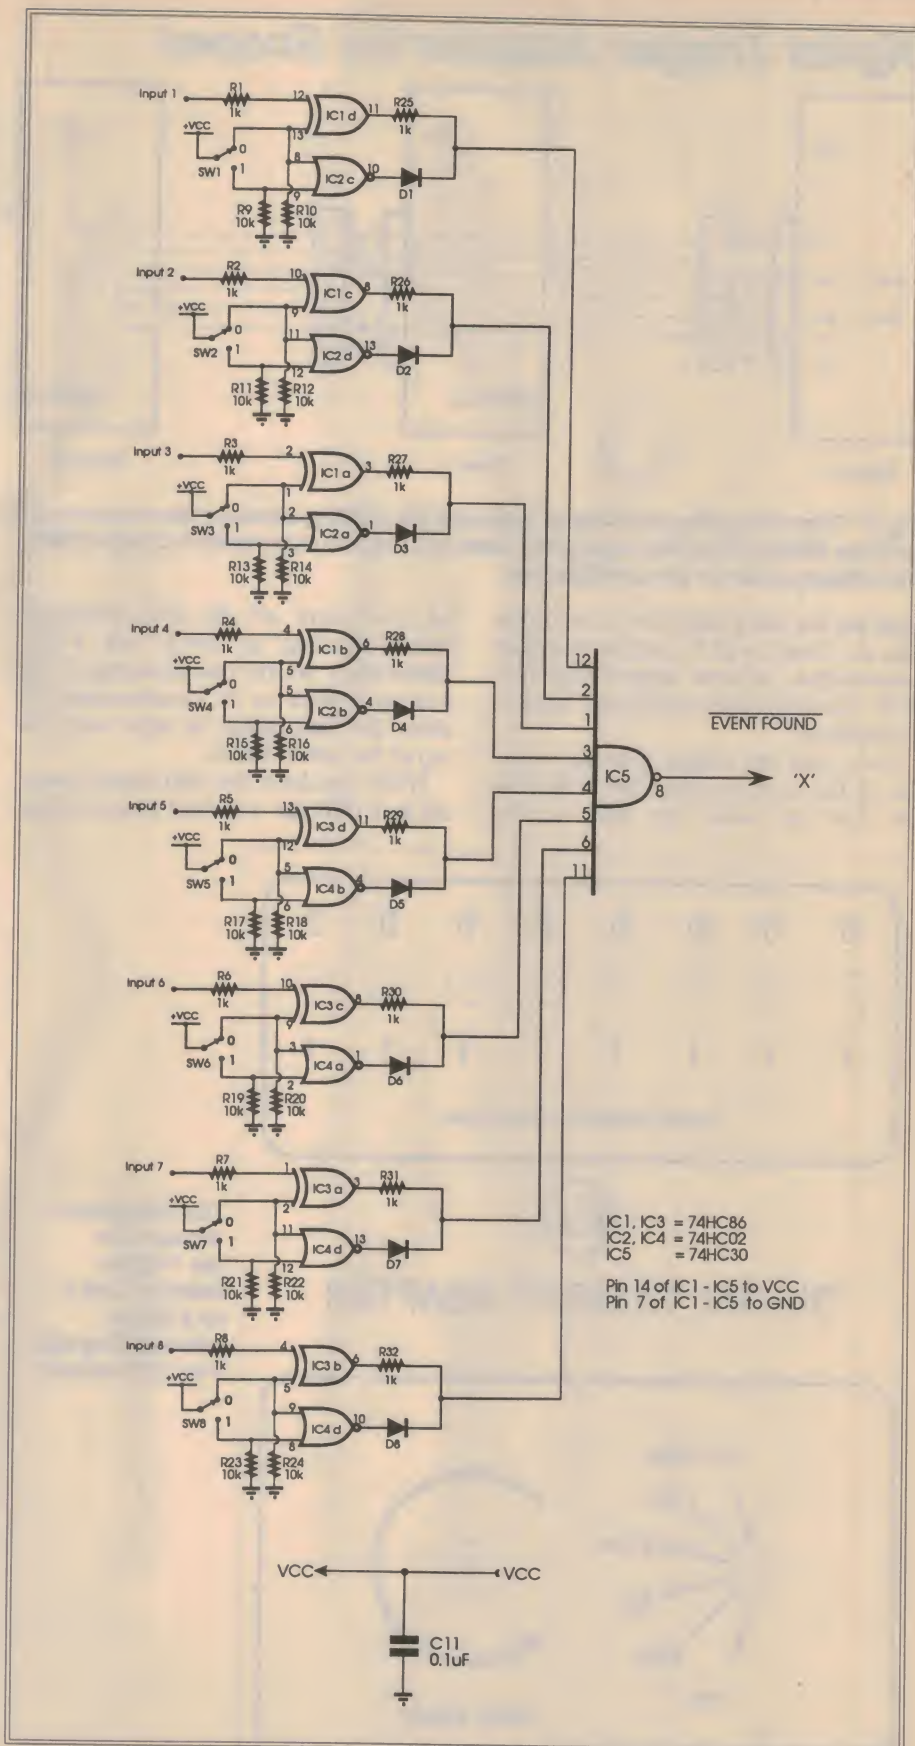 Input 1
R1
1k
12
13
IC1 d
11
R25
1k
+VCC
0
1
SW1
8
9
IC2 c
10
D1
R9
10k
R10
10k
Input 2
R2
1k
10
9
IC1 c
8
R26
1k
+VCC
0
1
SW2
11
12
IC2 d
13
D2
R11
10k
R12
10k
Input 3
R3
1k
2
1
IC1 a
3
R27
1k
+VCC
0
1
SW3
2
3
IC2 a
1
D3
R13
10k
R14
10k
Input 4
R4
1k
4
5
IC1 b
6
R28
1k
+VCC
0
1
SW4
5
6
IC2 b
4
D4
R15
10k
R16
10k
Input 5
R5
1k
13
12
IC3 d
11
R29
1k
+VCC
0
1
SW5
5
6
IC4 b
4
D5
R17
10k
R18
10k
Input 6
R6
1k
10
9
IC3 c
8
R30
1k
+VCC
0
1
SW6
3
2
IC4 a
1
D6
R19
10k
R20
10k
Input 7
R7
1k
1
2
IC3 a
3
R31
1k
+VCC
0
1
SW7
11
12
IC4 d
13
D7
R21
10k
R22
10k
Input 8
R8
1k
4
5
IC3 b
6
R32
1k
+VCC
0
1
SW8
9
8
IC4 d
10
D8
R23
10k
R24
10k
12
2
1
3
4
5
6
11
IC5
8
EVENT FOUND
'X'
IC1, IC3 = 74HC86
IC2, IC4 = 74HC02
IC5 = 74HC30
Pin 14 of IC1 - IC5 to VCC
Pin 7 of IC1 - IC5 to GND
VCC
VCC
C11
0.1uF